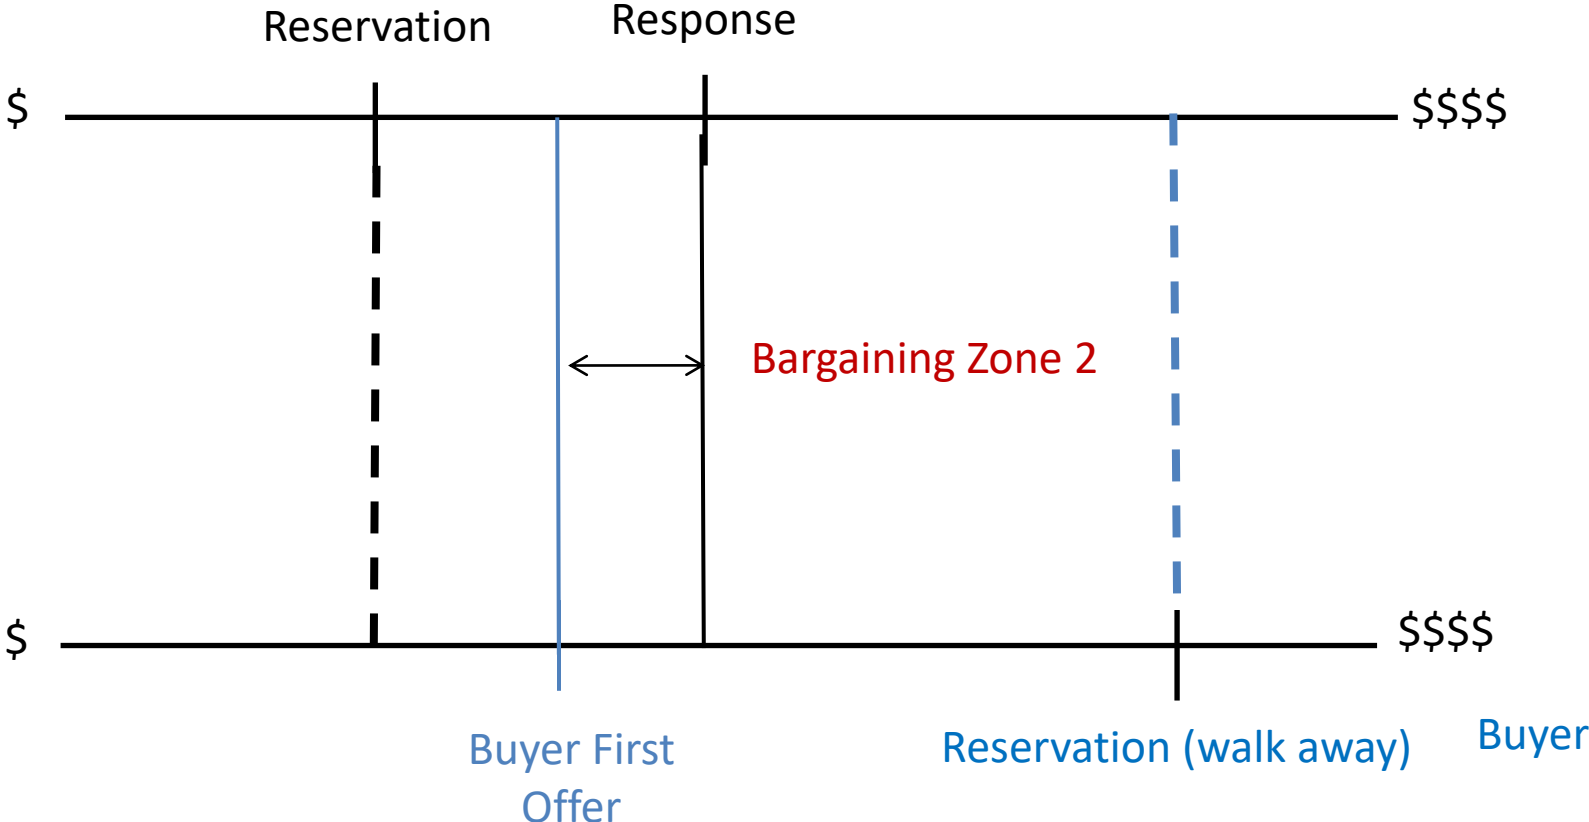 Reservation
Response
$
$$$$
Bargaining Zone 2
$
$$$$
Buyer First
Offer
Reservation (walk away)
Buyer